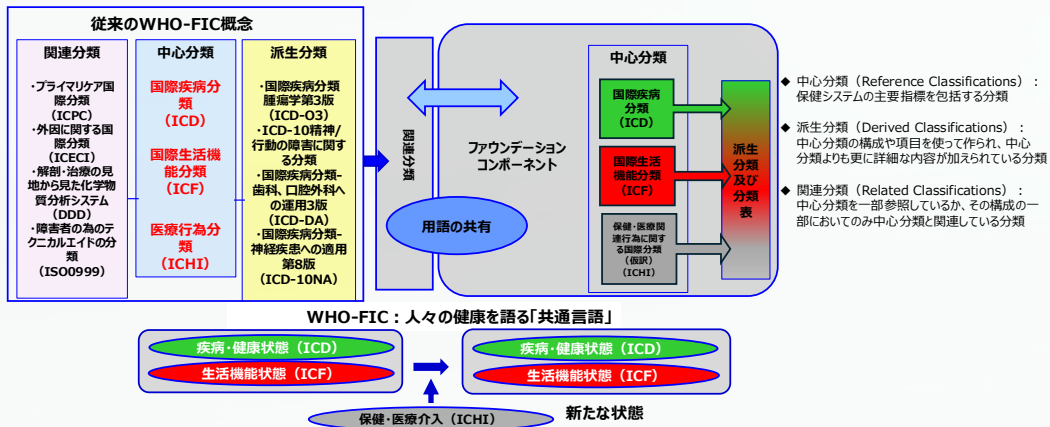 従来のWHO-FIC概念
関連分類
・プライマリケア国
際分類
（ICPC）
・外因に関する国
際分類
（ICECI）
・解剖・治療の見
地から見た化学物
質分析システム
（DDD）
・障害者の為のテ
クニカルエイドの分
類
（ISO0999）
中心分類
国際疾病分
類
（ICD）
国際生活機
能分類
（ICF）
医療行為分
類
（ICHI）
派生分類
・国際疾病分類
腫瘍学第3版
（ICD-O3）
・ICD-10精神/
行動の障害に関す
る分類
・国際疾病分類-
歯科、口腔外科へ
の運用3版
（ICD-DA）
・国際疾病分類-
神経疾患への適用
第8版
（ICD-10NA）
関連分類
ファウンデーション
コンポーネント
用語の共有
中心分類
国際疾病
分類
（ICD）
国際生活
機能分類
（ICF）
保健・医療関
連行為に関す
る国際分類
（仮訳）
（ICHI）
派生分類及び分類表
◆ 中心分類（Reference Classifications）：
保健システムの主要指標を包括する分類
◆ 派生分類（Derived Classifications）：
中心分類の構成や項目を使って作られ、中心
分類よりも更に詳細な内容が加えられている分類
◆ 関連分類（Related Classifications）：
中心分類を一部参照しているか、その構成の一
部においてのみ中心分類と関連している分類
WHO-FIC：人々の健康を語る「共通言語」
疾病・健康状態（ICD）
生活機能状態（ICF）
疾病・健康状態（ICD）
生活機能状態（ICF）
保健・医療介入（ICHI）
新たな状態